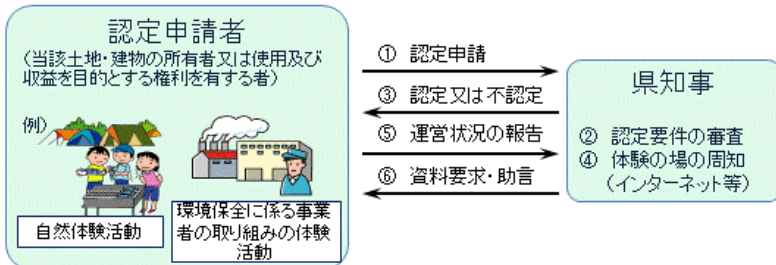 認定申請者
(当該土地・建物の所有者又は使用及び
収益を目的とする権利を有する者)
例)
自然体験活動
環境保全に係る事業
者の取り組みの体験
活動
① 認定申請
③ 認定又は不認定
⑤ 運営状況の報告
⑥ 資料要求・助言
県知事
② 認定要件の審査
④ 体験の場の周知
(インターネット等)